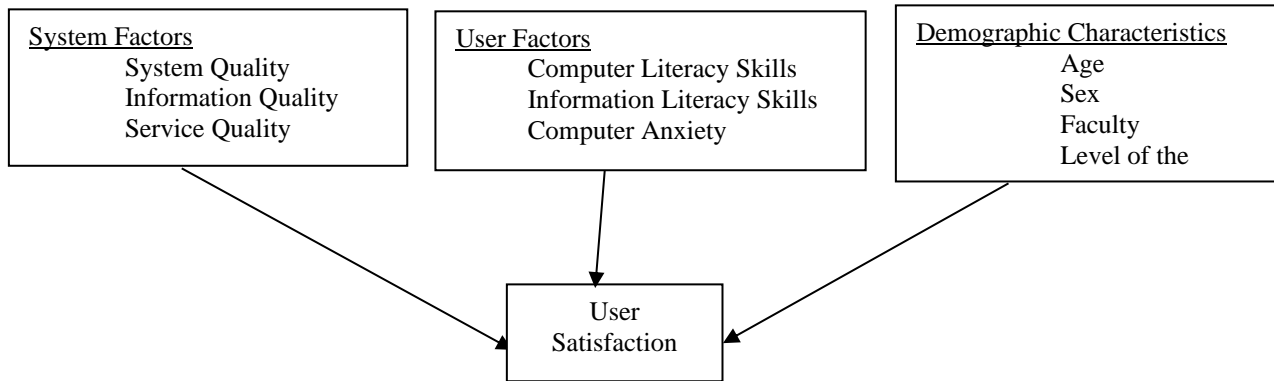 System Factors
System Quality
Information Quality
Service Quality
User Factors
Computer Literacy Skills
Information Literacy Skills
Computer Anxiety
Demographic Characteristics
Age
Sex
Faculty
Level of the
User
Satisfaction